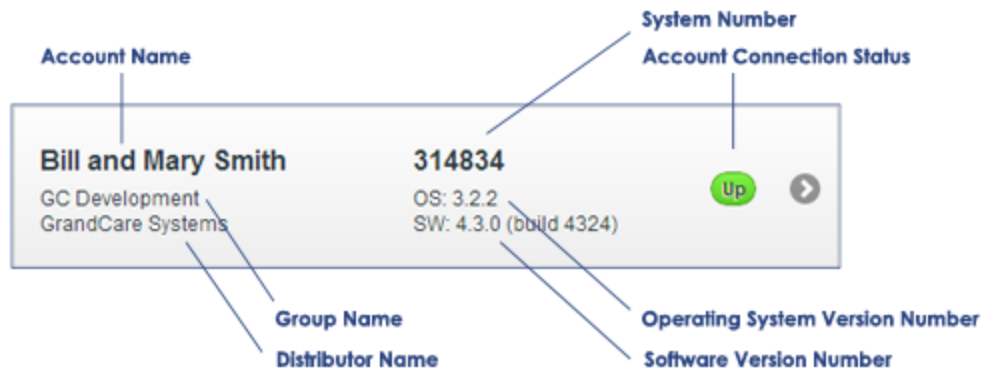 System Number
Account Name
Account Connection Status
Bill and Mary Smith
314834
GC Development
OS: 3.2.2
Up
GrandCare Systems
SW: 4.3.0 (build 4324)
Group Name
Operating System Version Number
Distributor Name
Software Version Number